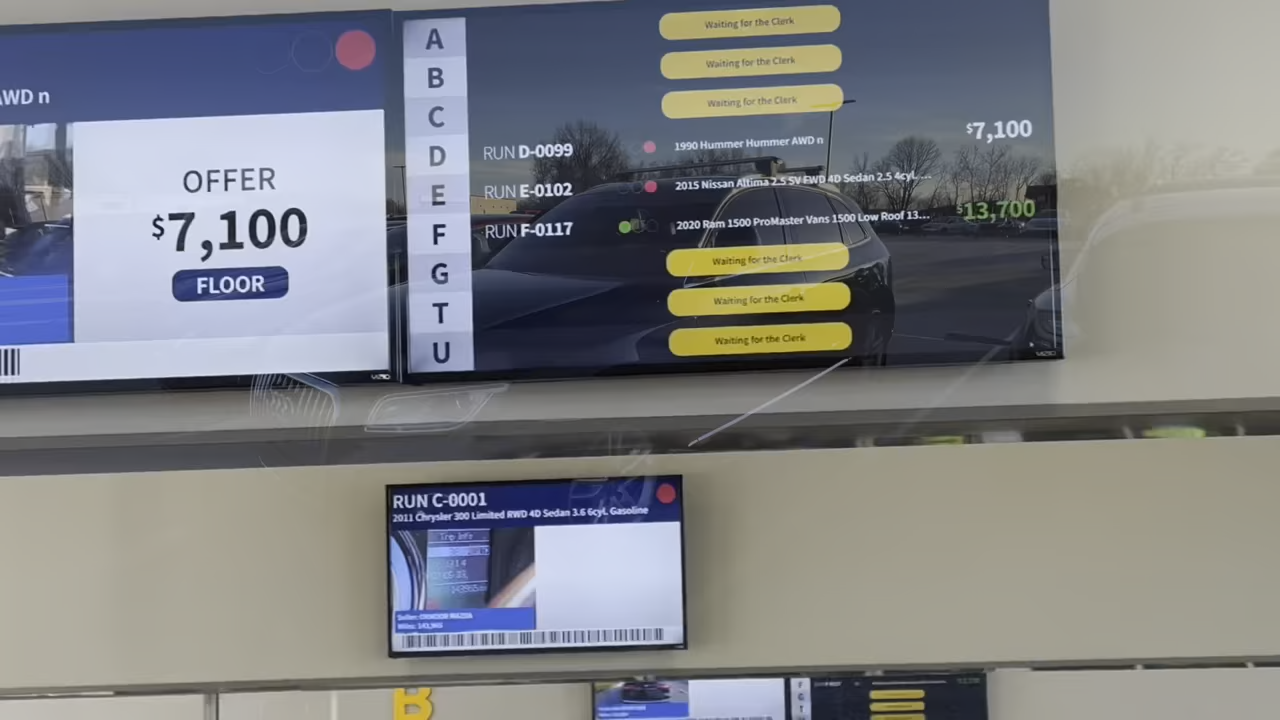 AWD n
OFFER
$7,100
FLOOR
VIZIO
A
B
C
D
E
F
G
T
U
Waiting for the Clerk
Waiting for the Clerk
Waiting for the Clerk
RUN D-0099 1990 Hummer Hummer AWD n $7,100
RUN E-0102 2015 Nissan Altima 2.5 SV FWD 4D Sedan 2.5 4cyl....
RUN F-0117 2020 Ram 1500 ProMaster Vans 1500 Low Roof 13... $13,700
Waiting for the Clerk
Waiting for the Clerk
Waiting for the Clerk
VIZIO
RUN C-0001
2011 Chrysler 300 Limited RWD 4D Sedan 3.6 6cyl. Gasoline
Trip Info
B
F
G
T